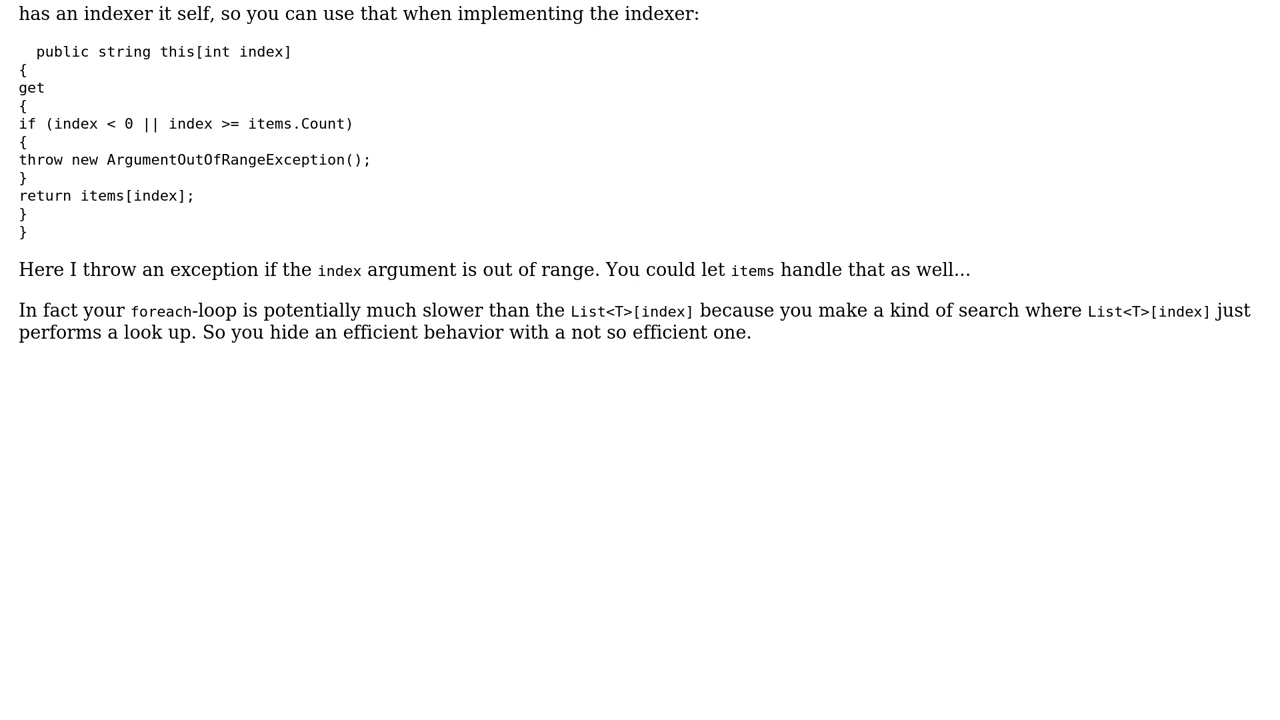 has an indexer it self, so you can use that when implementing the indexer:
public string this[int index]
{
get
{
if (index < 0 || index >= items.Count)
{
throw new ArgumentOutOfRangeException();
}
return items[index];
}
}
Here I throw an exception if the index argument is out of range. You could let items handle that as well...
In fact your foreach-loop is potentially much slower than the List<T>[index] because you make a kind of search where List<T>[index] just
performs a look up. So you hide an efficient behavior with a not so efficient one.